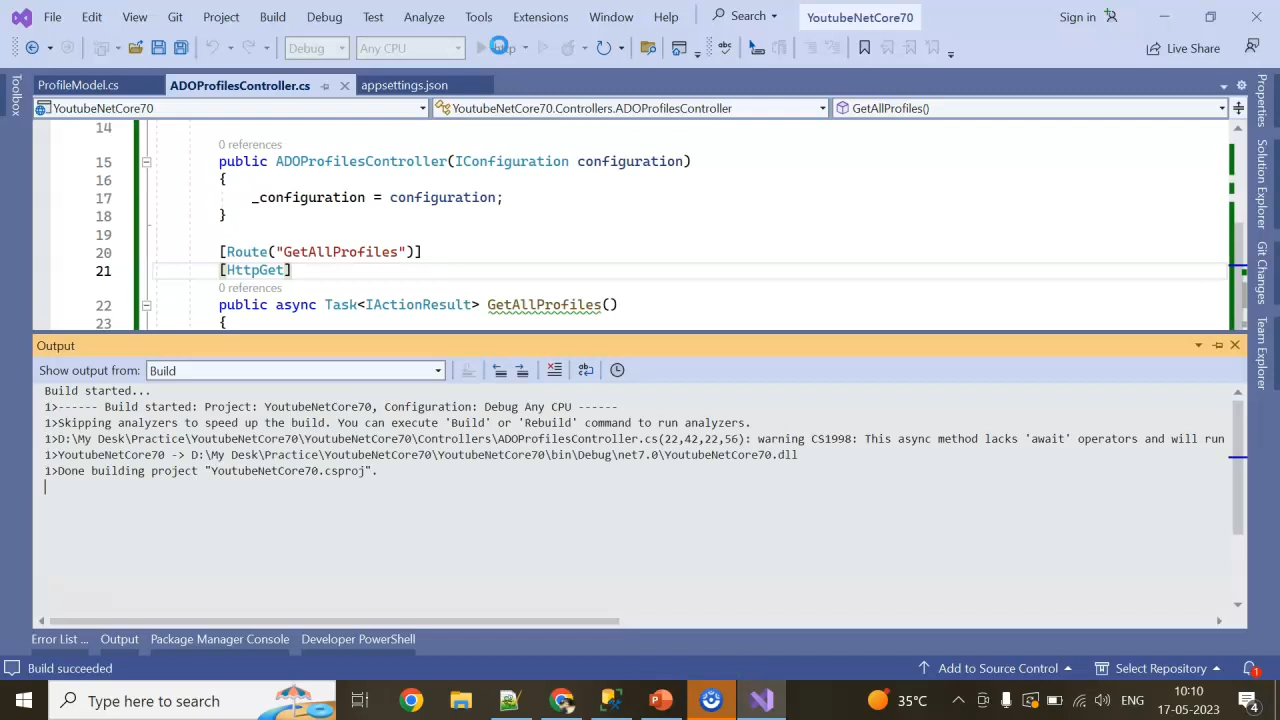 File Edit View Git Project Build Debug Test Analyze Tools Extensions Window Help Search YoutubeNetCore70 Sign in
Debug Any CPU Live Share
ProfileModel.cs ADOProfilesController.cs appsettings.json
YoutubeNetCore70 YoutubeNetCore70.Controllers.ADOProfilesController GetAllProfiles()
14
0 references
15 public ADOProfilesController(IConfiguration configuration)
16 {
17 _configuration = configuration;
18 }
19
20 [Route("GetAllProfiles")]
21 [HttpGet]
0 references
22 public async Task<IActionResult> GetAllProfiles()
23 {
Toolbox
Properties
Solution Explorer
Git Changes
Team Explorer
Output
Show output from: Build
Build started...
1>------ Build started: Project: YoutubeNetCore70, Configuration: Debug Any CPU ------
1>Skipping analyzers to speed up the build. You can execute 'Build' or 'Rebuild' command to run analyzers.
1>D:\My Desk\Practice\YoutubeNetCore70\YoutubeNetCore70\Controllers\ADOProfilesController.cs(22,42,22,56): warning CS1998: This async method lacks 'await' operators and will run
1>YoutubeNetCore70 -> D:\My Desk\Practice\YoutubeNetCore70\YoutubeNetCore70\bin\Debug\net7.0\YoutubeNetCore70.dll
1>Done building project "YoutubeNetCore70.csproj".
Error List ... Output Package Manager Console Developer PowerShell
Build succeeded Add to Source Control Select Repository 1
Type here to search 35°C ENG 10:10
17-05-2023 4